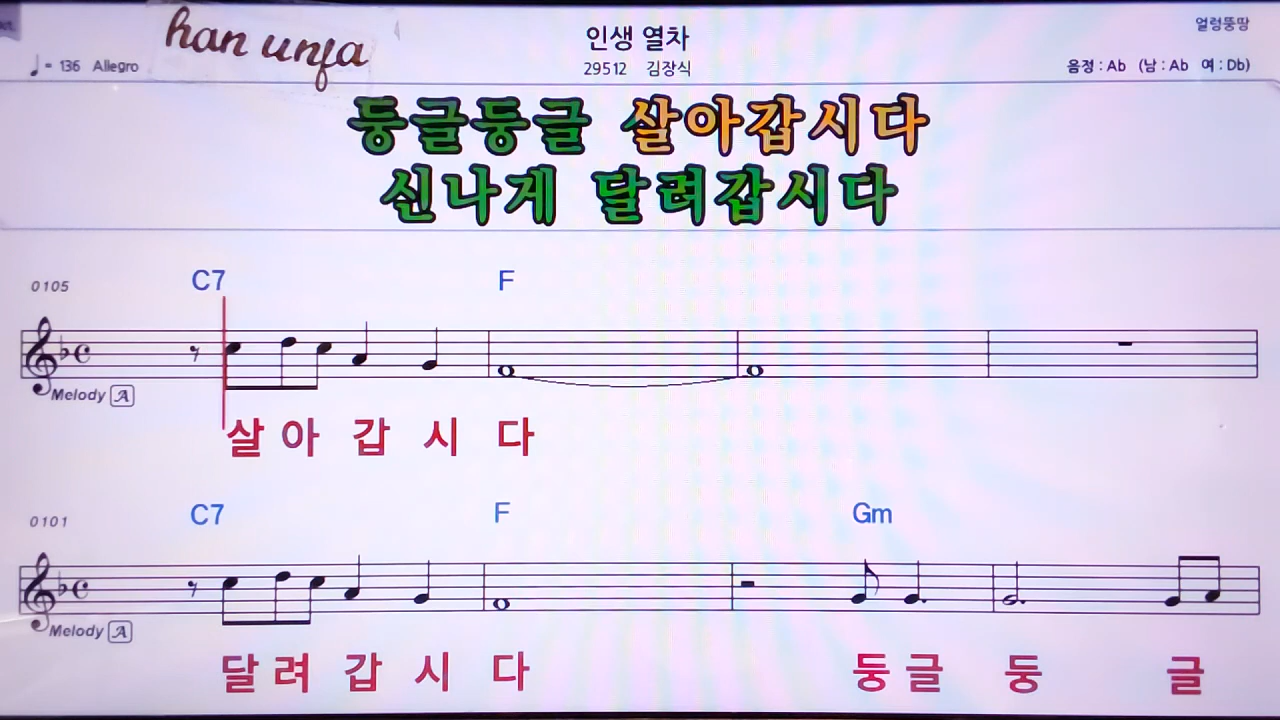 han unfa
인생 열차
29512 김장식
얼렁뚱땅
♩= 136 Allegro
음정 : Ab (남 : Ab 여 : Db)
둥글둥글 살아갑시다
신나게 달려갑시다
C7 F
0105
Melody A
살 아 갑 시 다
C7 F Gm
0101
Melody A
달 려 갑 시 다 둥 글 둥 글